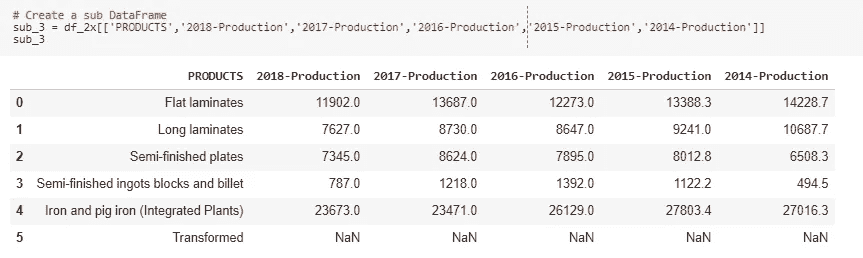 # Create a sub DataFrame
sub_3 = df_2x[['PRODUCTS','2018-Production','2017-Production','2016-Production','2015-Production','2014-Production']]
sub_3
PRODUCTS 2018-Production 2017-Production 2016-Production 2015-Production 2014-Production
0 Flat laminates 11902.0 13687.0 12273.0 13388.3 14228.7
1 Long laminates 7627.0 8730.0 8647.0 9241.0 10687.7
2 Semi-finished plates 7345.0 8624.0 7895.0 8012.8 6508.3
3 Semi-finished ingots blocks and billet 787.0 1218.0 1392.0 1122.2 494.5
4 Iron and pig iron (Integrated Plants) 23673.0 23471.0 26129.0 27803.4 27016.3
5 Transformed NaN NaN NaN NaN NaN